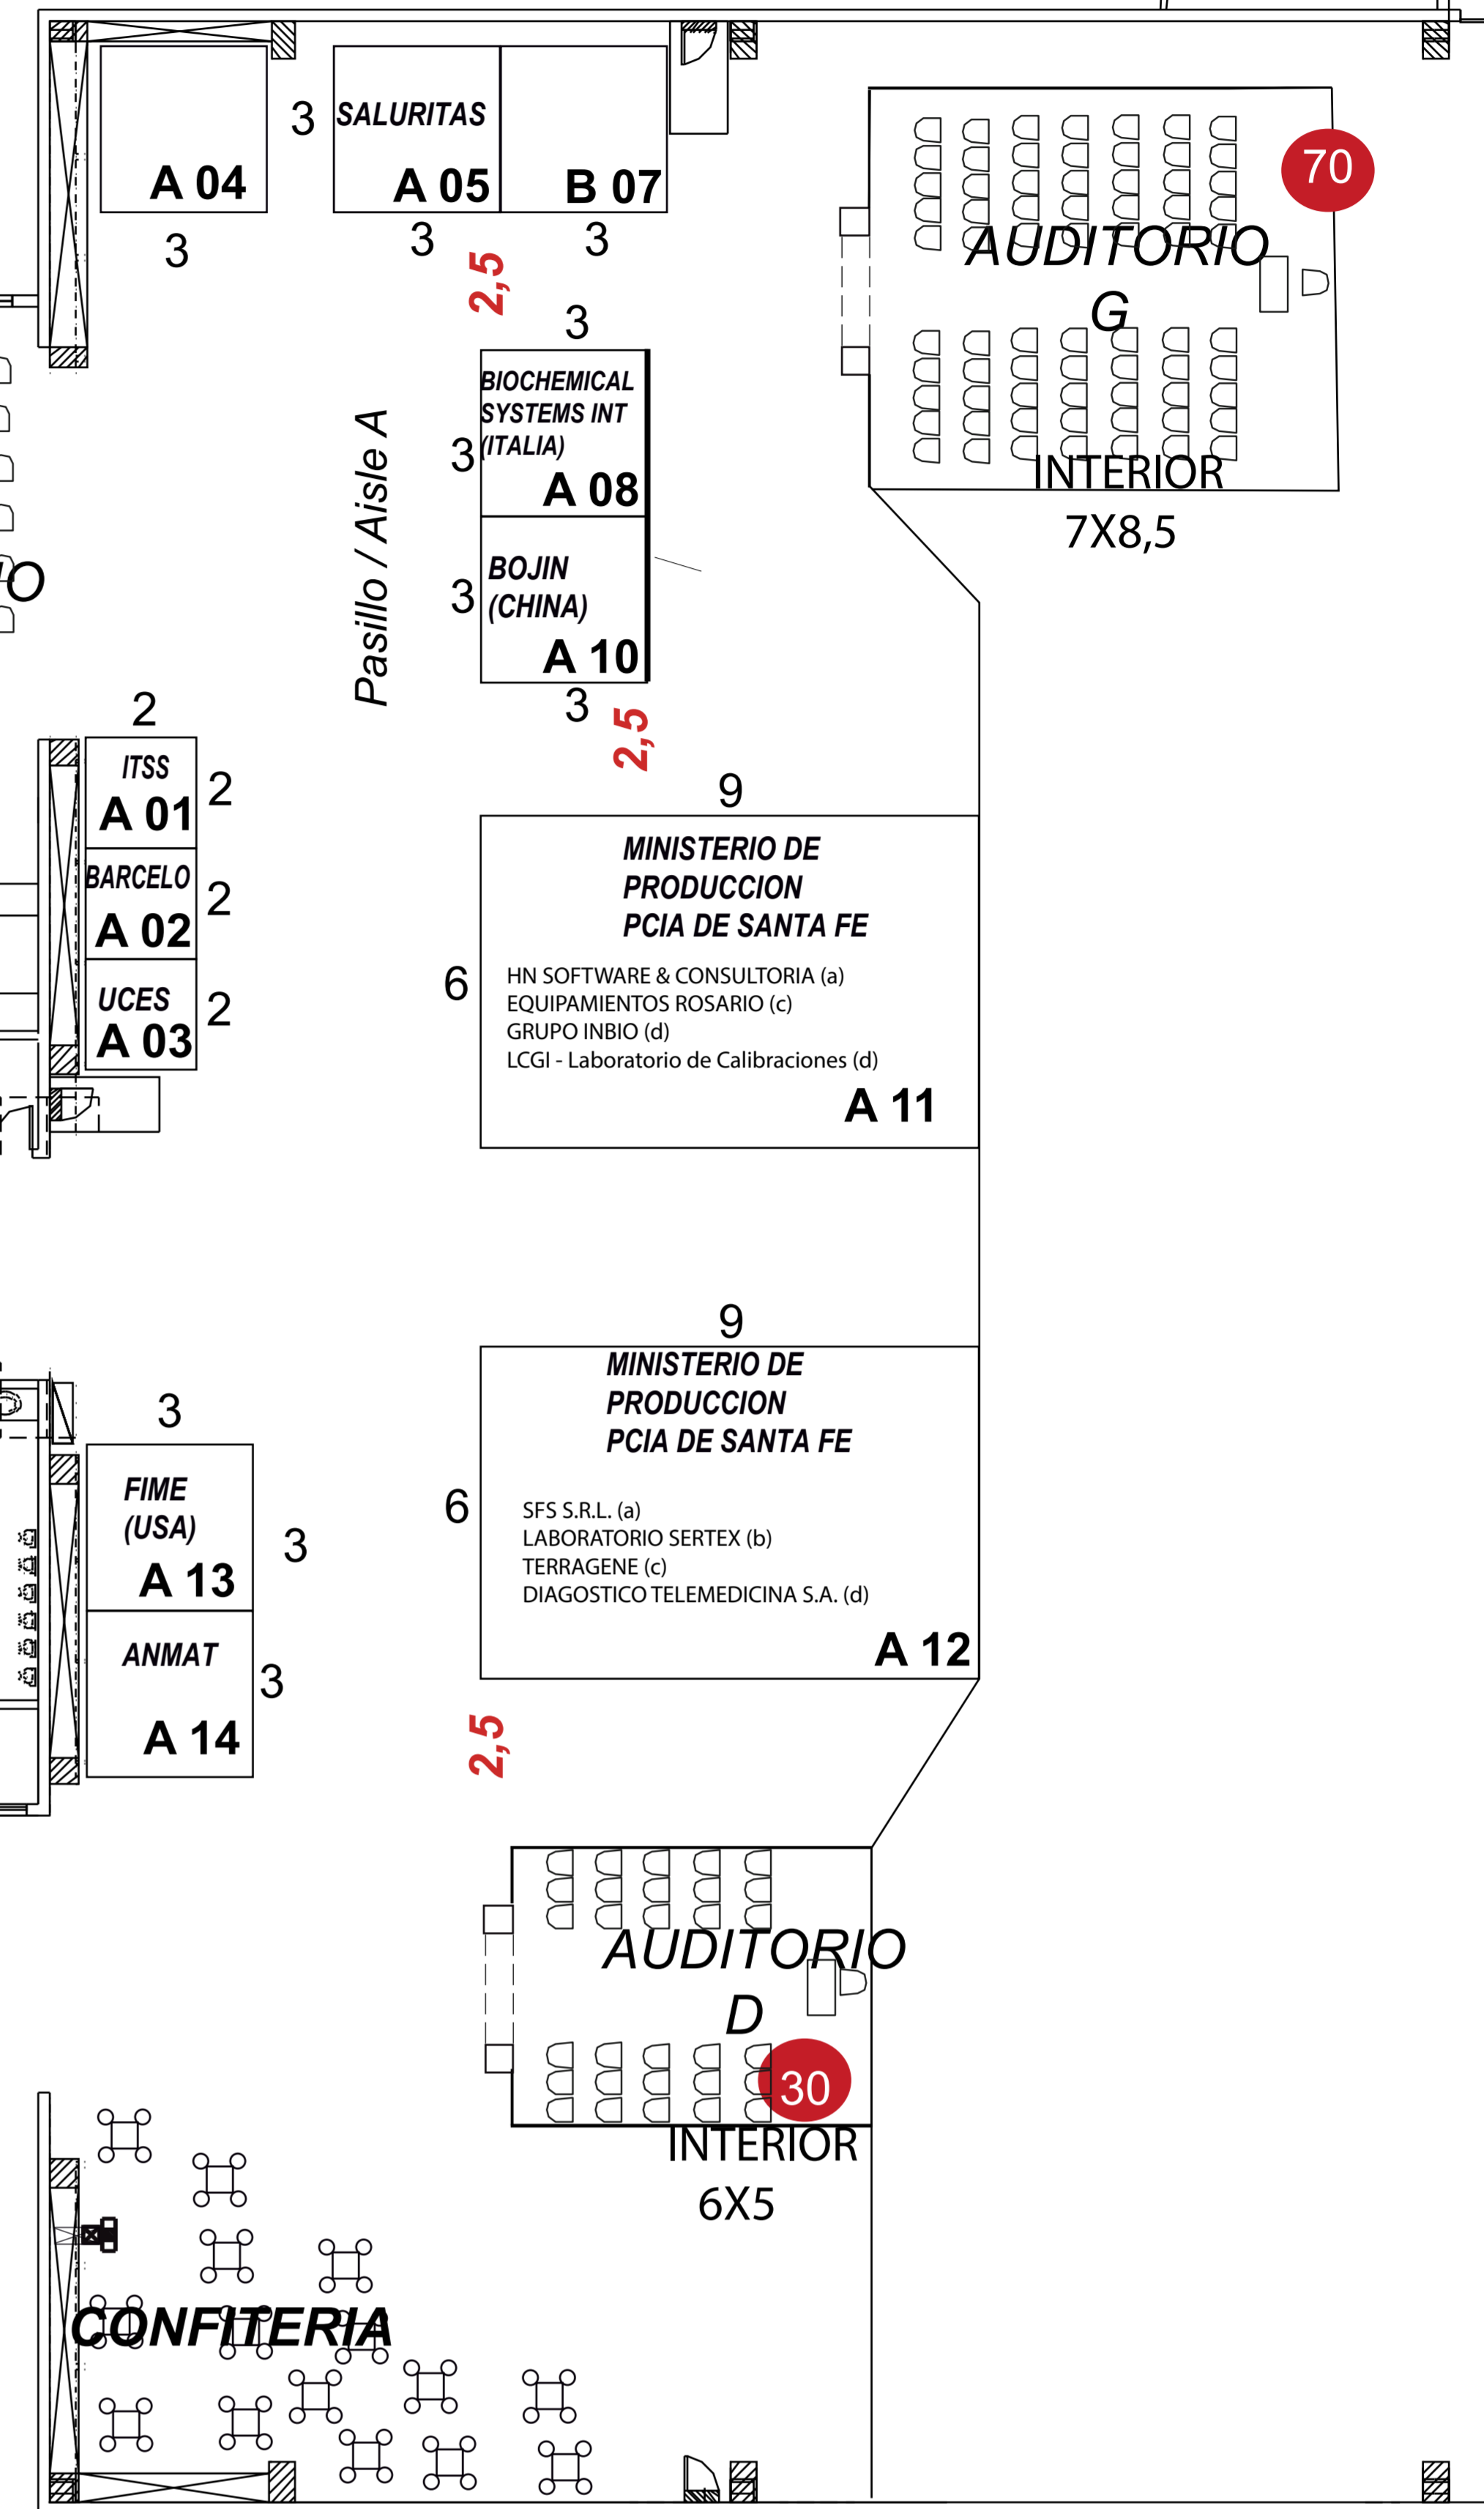 A 04
3
3
SALURITAS
A 05
3
B 07
3
70
AUDITORIO
G
INTERIOR
7X8,5
2,5
3
BIOCHEMICAL
SYSTEMS INT
(ITALIA)
3
A 08
BOJIN
(CHINA)
3
A 10
3
2,5
Pasillo / Aisle A
O
2
ITSS
2
A 01
BARCELO
2
A 02
UCES
2
A 03
9
MINISTERIO DE
PRODUCCION
PCIA DE SANTA FE
6
HN SOFTWARE & CONSULTORIA (a)
EQUIPAMIENTOS ROSARIO (c)
GRUPO INBIO (d)
LCGI - Laboratorio de Calibraciones (d)
A 11
9
MINISTERIO DE
PRODUCCION
PCIA DE SANTA FE
6
SFS S.R.L. (a)
LABORATORIO SERTEX (b)
TERRAGENE (c)
DIAGOSTICO TELEMEDICINA S.A. (d)
A 12
3
FIME
(USA)
3
A 13
ANMAT
3
A 14
2,5
AUDITORIO
D
30
INTERIOR
6X5
CONFITERIA